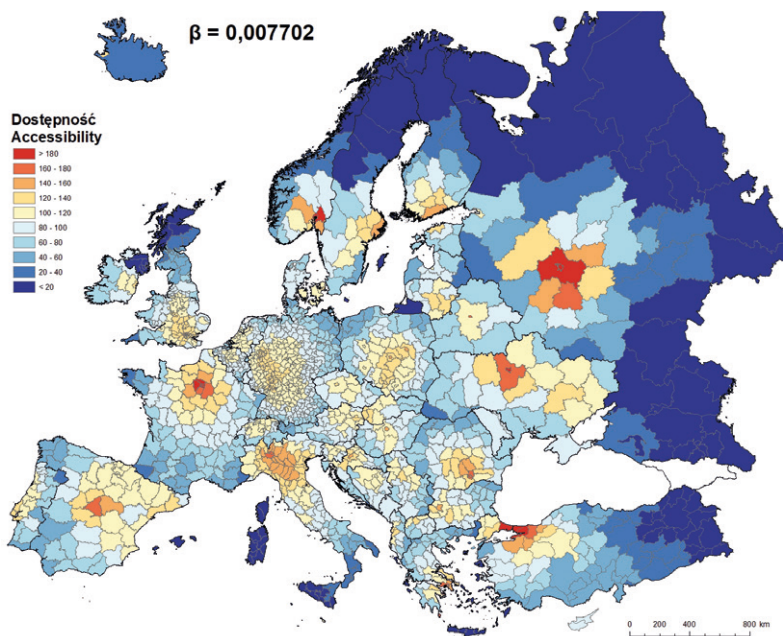 β = 0,007702
Dostępność
Accessibility
> 180
160 - 180
140 - 160
120 - 140
100 - 120
80 - 100
60 - 80
40 - 60
20 - 40
< 20
0 200 400 800 km